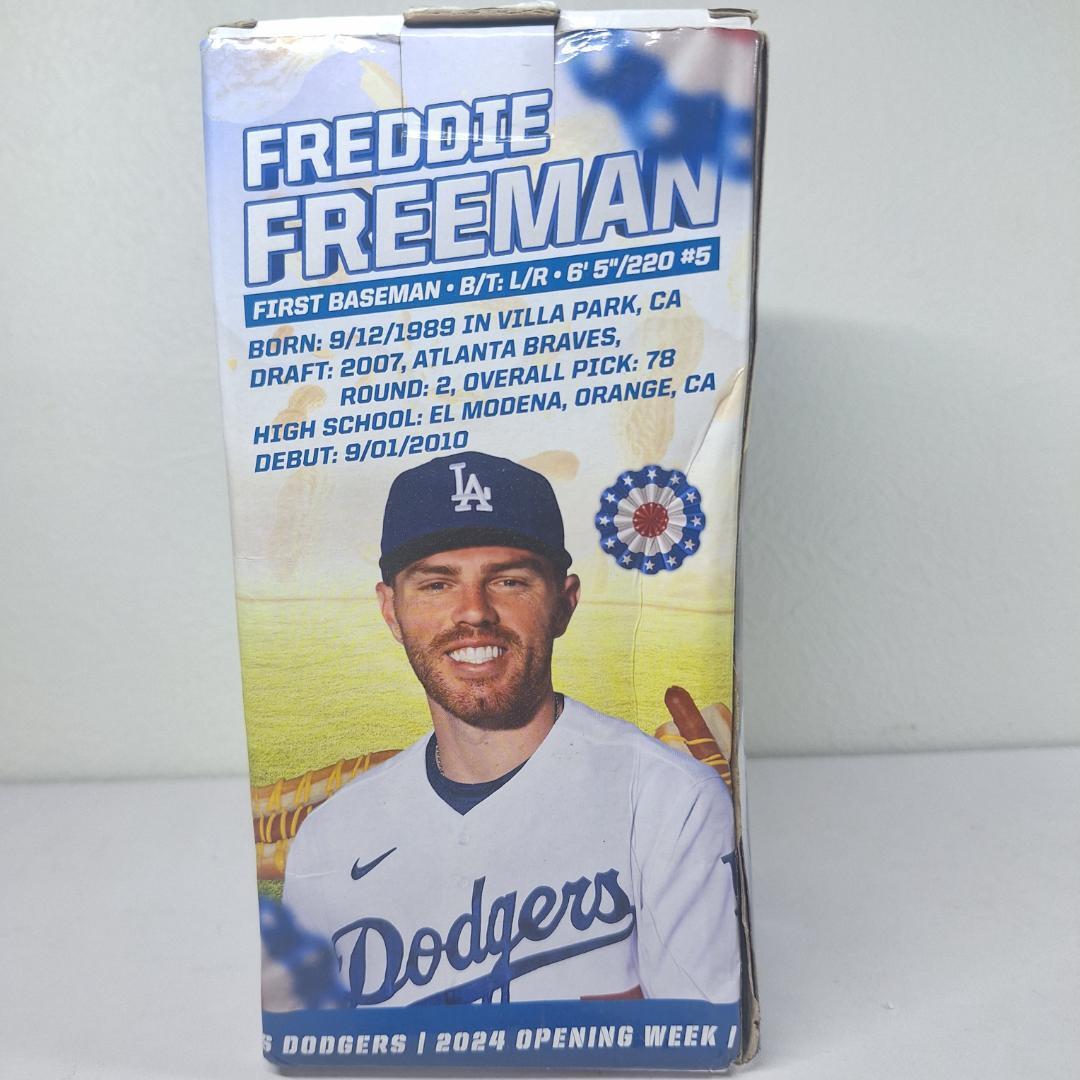 FREDDIE
FREEMAN
FIRST BASEMAN • B/T: L/R • 6' 5"/220 #5
BORN: 9/12/1989 IN VILLA PARK, CA
DRAFT: 2007, ATLANTA BRAVES,
ROUND: 2, OVERALL PICK: 78
HIGH SCHOOL: EL MODENA, ORANGE, CA
DEBUT: 9/01/2010
LA
Dodgers
S DODGERS | 2024 OPENING WEEK |